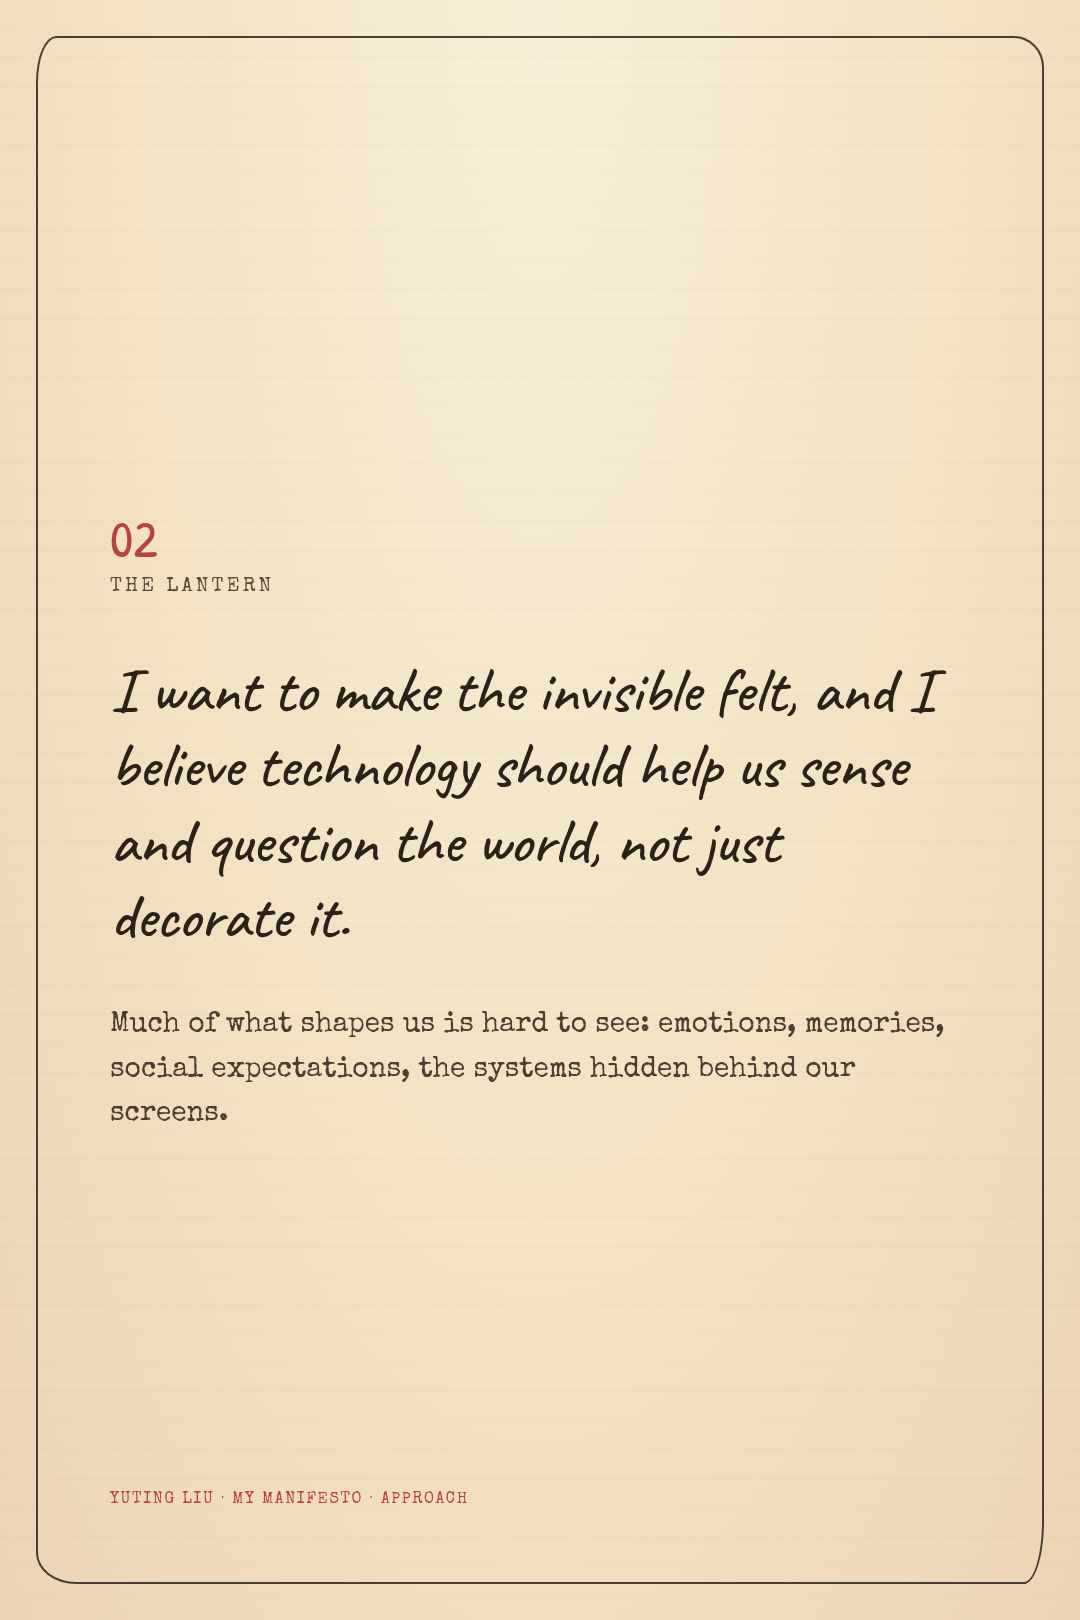 02
THE LANTERN
I want to make the invisible felt, and I
believe technology should help us sense
and question the world, not just
decorate it.
Much of what shapes us is hard to see: emotions, memories,
social expectations, the systems hidden behind our
screens.
YUTING LIU · MY MANIFESTO · APPROACH